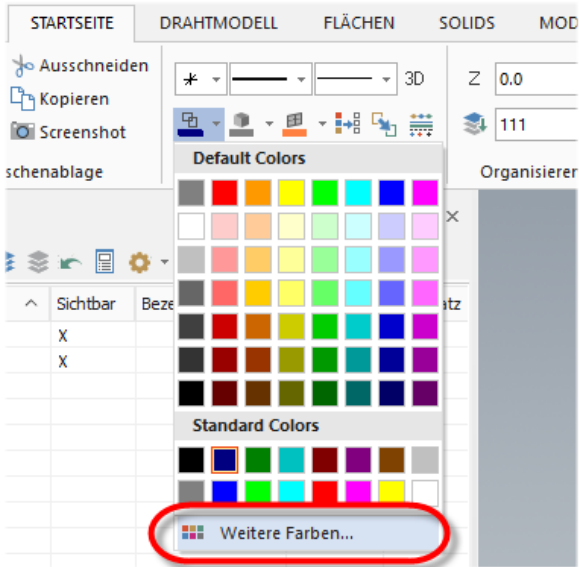 STARTSEITE DRAHTMODELL FLÄCHEN SOLIDS MOD
Ausschneiden
Kopieren
Screenshot
3D Z 0.0
111
schenablage Organisierer
Default Colors
Sichtbar Beze atz
X
X
Standard Colors
Weitere Farben...